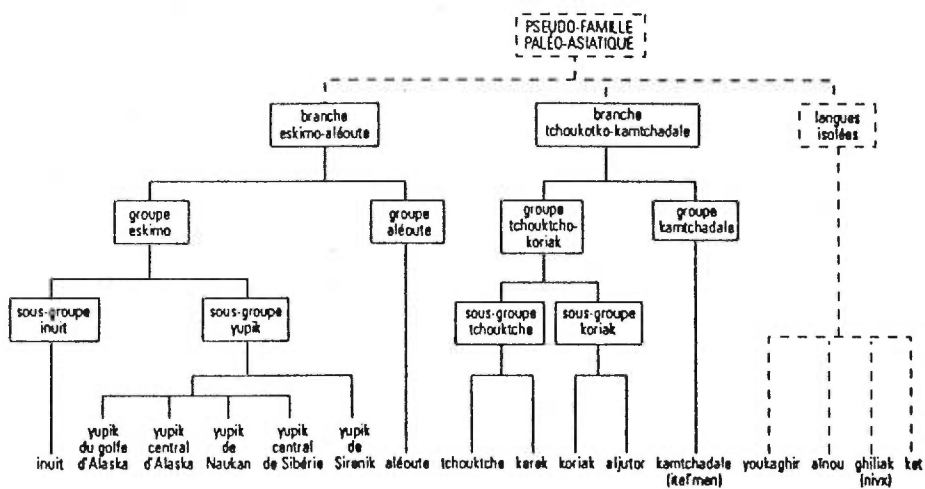 PSEUDO-FAMILLE
PALÉO-ASIATIQUE
branche
eskimo-aléoute
branche
tchoukotko-kamtchadale
langues
isolées
groupe
eskimo
groupe
aléoute
groupe
tchouktcho-
koriak
groupe
kamtchadale
sous-groupe
inuit
sous-groupe
yupik
sous-groupe
tchouktche
sous-groupe
koriak
inuit
yupik
du golfe
d'Alaska
yupik
central
d'Alaska
yupik
de
Naukan
yupik
central
de Sibérie
yupik
de
Sirenik
aléoute
tchouktche
kerek
koriak
aljutor
kamtchadale
(itel'men)
youkaghir
aïnou
ghiliak
(nivx)
ket